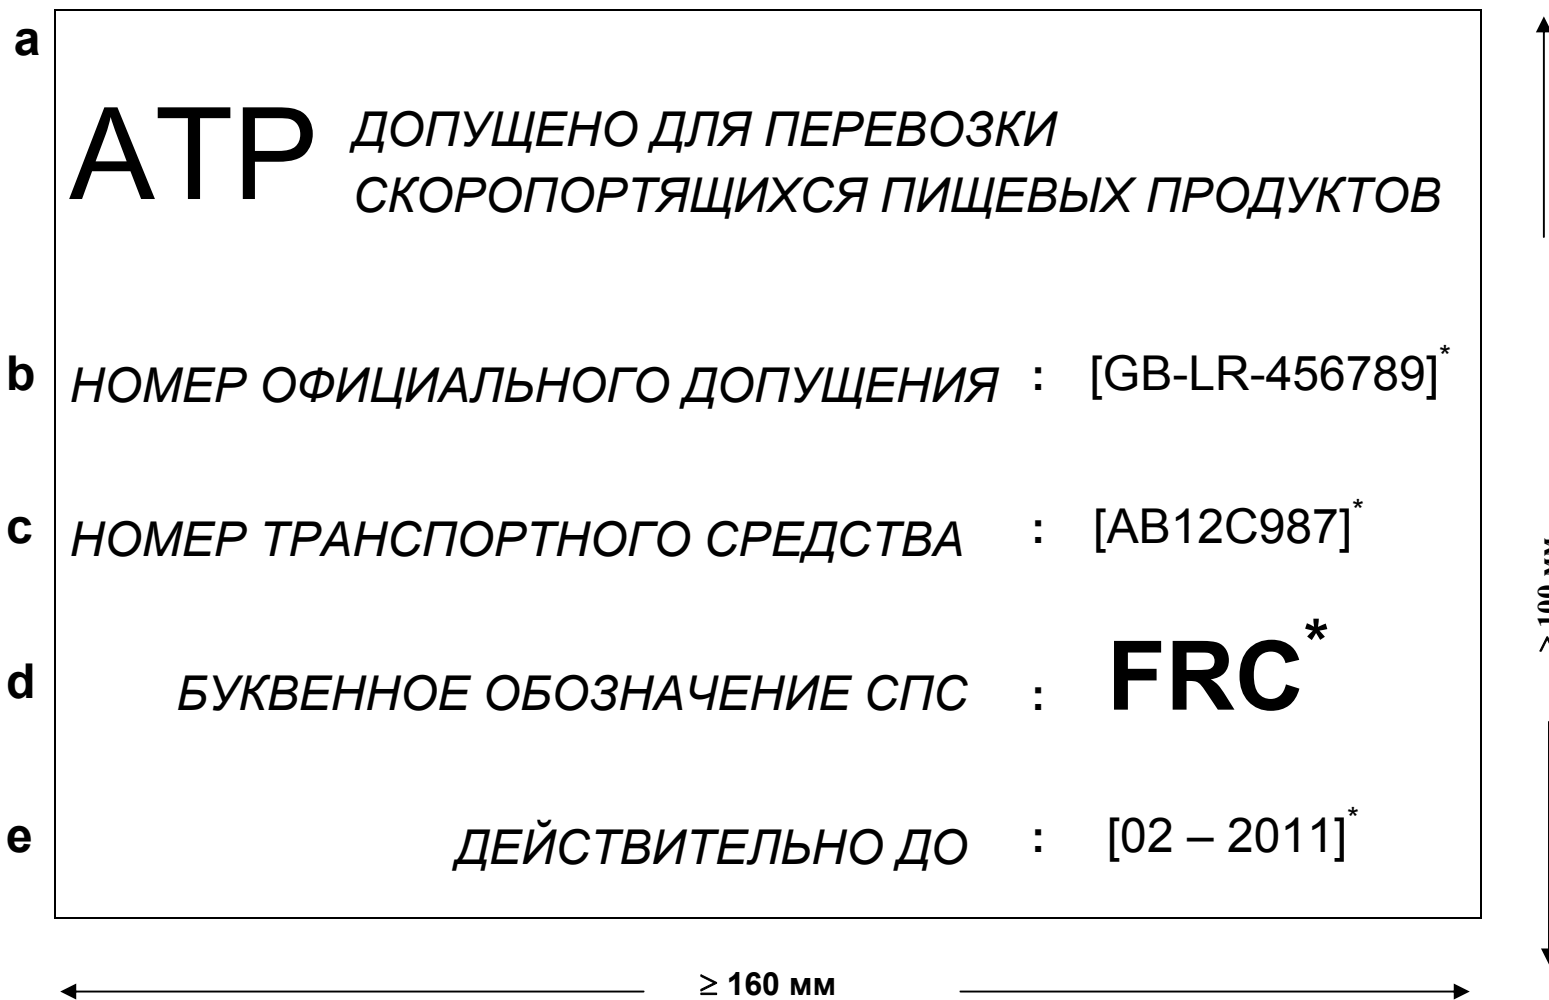 a
ATP ДОПУЩЕНО ДЛЯ ПЕРЕВОЗКИ
СКОРОПОРТЯЩИХСЯ ПИЩЕВЫХ ПРОДУКТОВ
b НОМЕР ОФИЦИАЛЬНОГО ДОПУЩЕНИЯ : [GB-LR-456789]*
c НОМЕР ТРАНСПОРТНОГО СРЕДСТВА : [AB12C987]*
d БУКВЕННОЕ ОБОЗНАЧЕНИЕ СПС : FRC*
e ДЕЙСТВИТЕЛЬНО ДО : [02 – 2011]*
≥ 160 мм